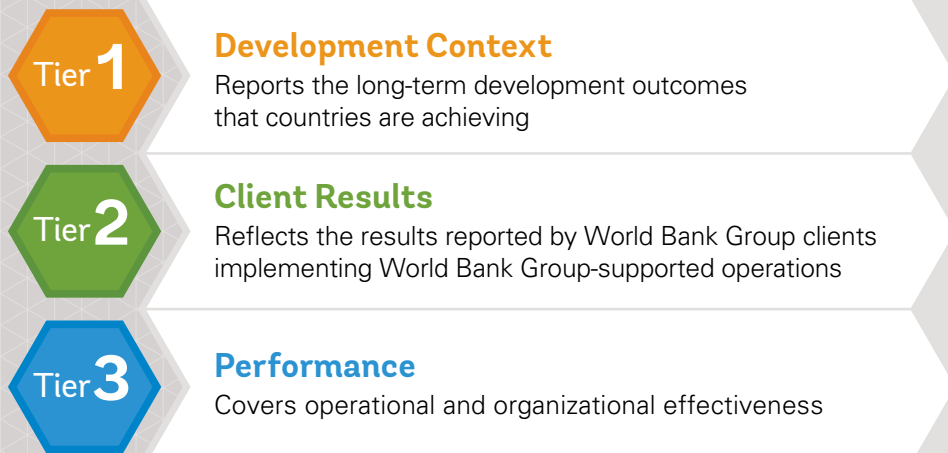 Tier 1
Development Context
Reports the long-term development outcomes
that countries are achieving
Tier 2
Client Results
Reflects the results reported by World Bank Group clients
implementing World Bank Group-supported operations
Tier 3
Performance
Covers operational and organizational effectiveness